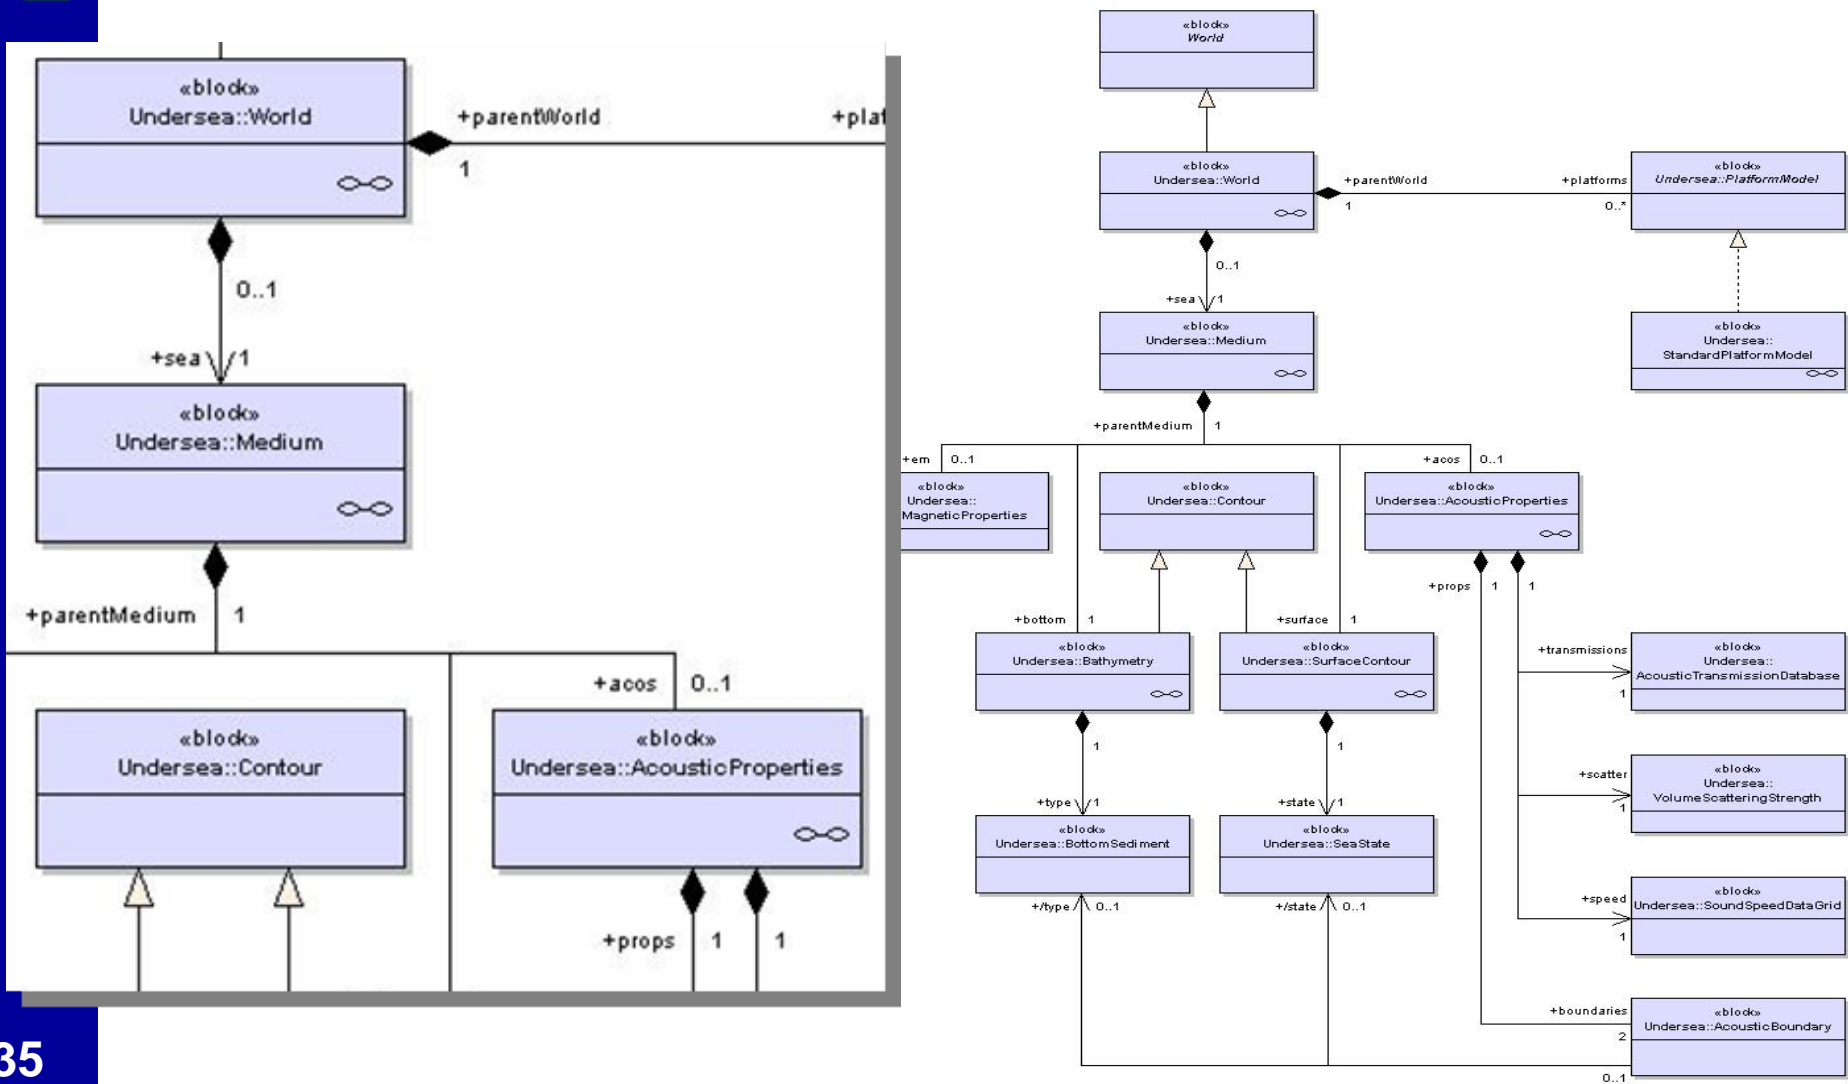 «block»
Undersea::World
+parentWorld
+plat
1
0..1
+sea
1
«block»
Undersea::Medium
+parentMedium
1
+acos
0..1
«block»
Undersea::Contour
«block»
Undersea::AcousticProperties
+props
1
1
35
«block»
World
«block»
Undersea::World
+parentWorld
1
+platforms
0..*
«block»
Undersea::PlatformModel
0..1
+sea
1
«block»
Undersea::Medium
«block»
Undersea::
StandardPlatformModel
+parentMedium
1
+em
0..1
+acos
0..1
«block»
Undersea::
MagneticProperties
«block»
Undersea::Contour
«block»
Undersea::AcousticProperties
+props
1
1
+bottom
1
+surface
1
«block»
Undersea::Bathymetry
«block»
Undersea::SurfaceContour
+transmissions
1
«block»
Undersea::
AcousticTransmissionDatabase
1
1
+scatter
1
«block»
Undersea::
VolumeScatteringStrength
+type
1
+state
1
«block»
Undersea::BottomSediment
«block»
Undersea::SeaState
+speed
1
«block»
Undersea::SoundSpeedDataGrid
+/type
0..1
+/state
0..1
+boundaries
2
«block»
Undersea::AcousticBoundary
0..1